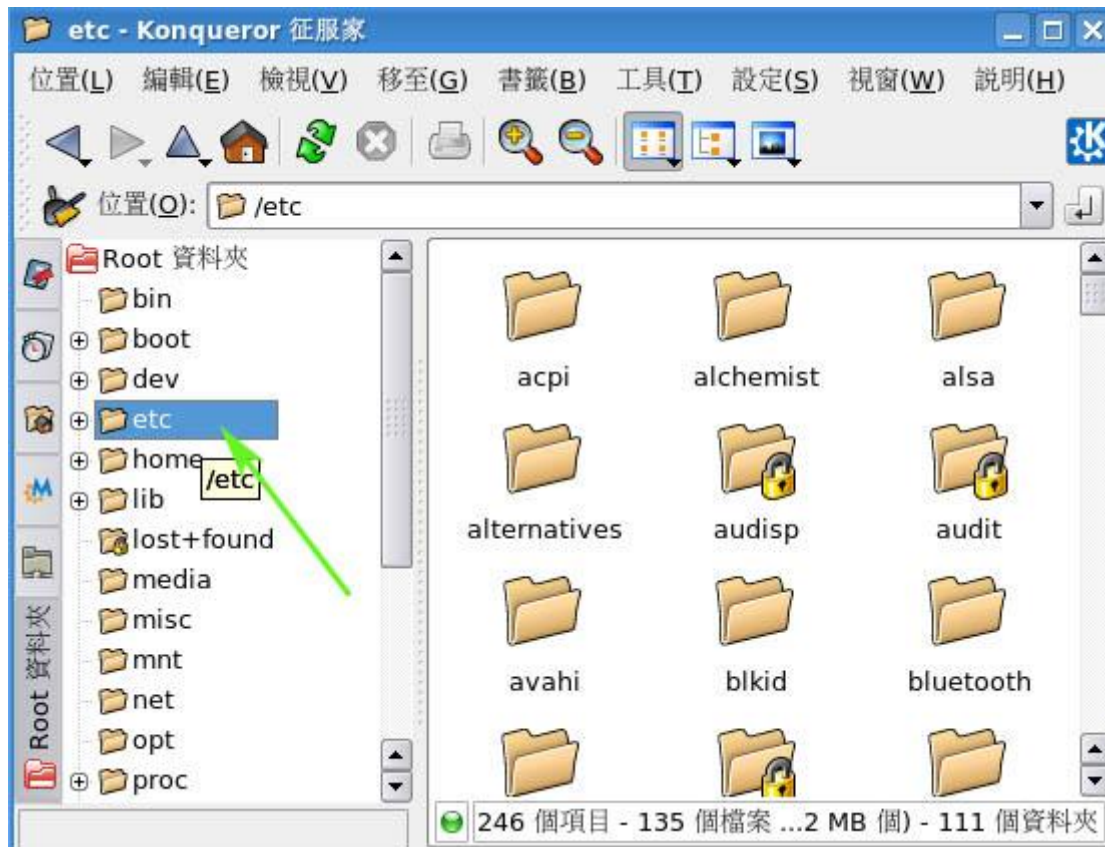 etc - Konqueror 征服家
位置(L) 編輯(E) 檢視(V) 移至(G) 書籤(B) 工具(T) 設定(S) 視窗(W) 說明(H)
位置(O): /etc
Root 資料夾
bin
boot
dev
etc
home
/etc
lib
lost+found
media
misc
mnt
net
opt
proc
Root 資料夾
acpi alchemist alsa
alternatives audisp audit
avahi blkid bluetooth
246 個項目 - 135 個檔案 ...2 MB 個) - 111 個資料夾